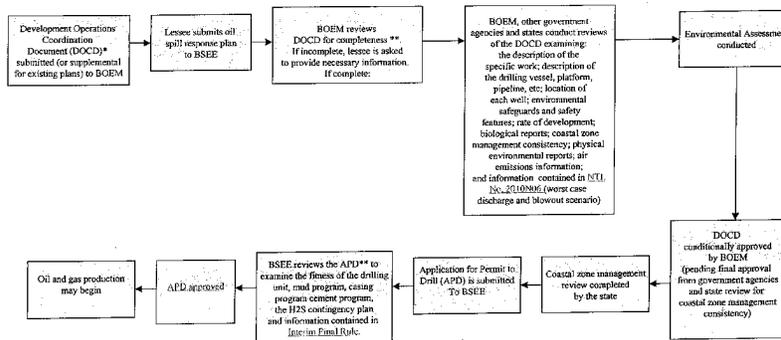 Development Operations
Coordination
Document (DOCD)*
submitted (or supplemental
for existing plans) to BOEM
Lessee submits oil
spill response plan
to BSEE
BOEM reviews
DOCD for completeness **.
If incomplete, lessee is asked
to provide necessary information.
If complete:
BOEM, other government
agencies and states conduct reviews
of the DOCD examining:
the description of the
specific work; description of
the drilling vessel, platform,
pipeline, etc; location of
each well; environmental
safeguards and safety
features; rate of development;
biological reports; coastal zone
management consistency; physical
environmental reports; air
emissions information;
and information contained in NTL
No. 2010N06 (worst case
discharge and blowout scenario)
Environmental Assessment
conducted
DOCD
conditionally approved
by BOEM
(pending final approval
from government agencies
and state review for
coastal zone management
consistency)
Coastal zone management
review completed
by the state
Application for Permit to
Drill (APD) is submitted
To BSEE
BSEE reviews the APD** to
examine the fitness of the drilling
unit, mud program, casing
program cement program,
the H2S contingency plan
and information contained in
Interim Final Rule.
APD approved
Oil and gas production
may begin